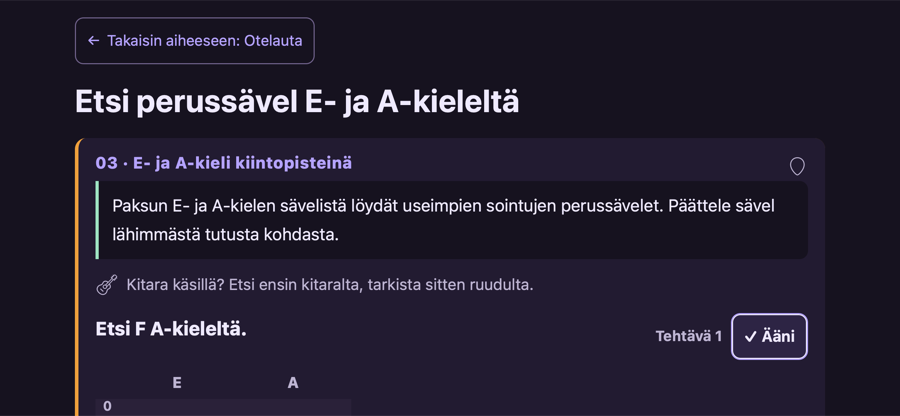 ← Takaisin aiheeseen: Otelauta
Etsi perussävel E- ja A-kieleltä
03 · E- ja A-kieli kiintopisteinä
Paksun E- ja A-kielen sävelistä löydät useimpien sointujen perussävelet. Päättele sävel
lähimmästä tutusta kohdasta.
Kitara käsillä? Etsi ensin kitaralta, tarkista sitten ruudulta.
Etsi F A-kieleltä.
Tehtävä 1 ✓ Ääni
E A
0